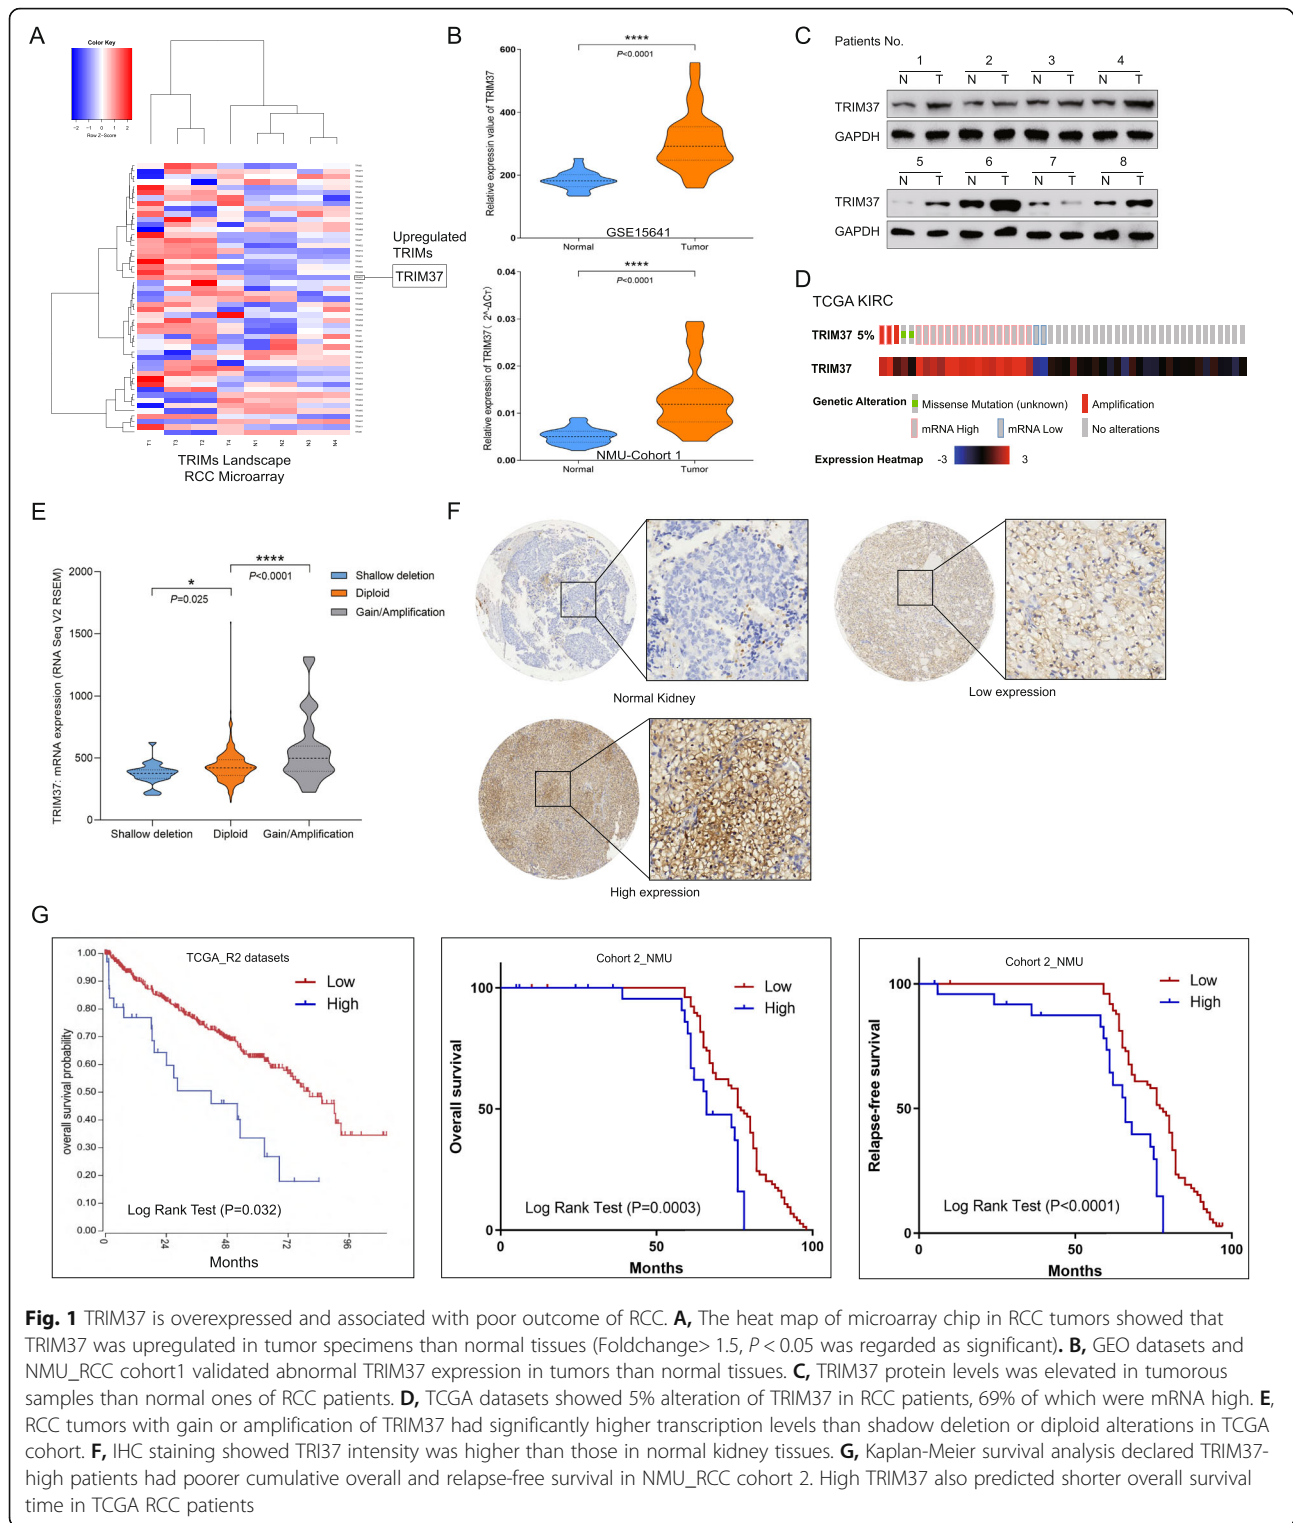 A
Color Key
-2 -1 0 1 2
Row Z-Score
Upregulated
TRIMs
TRIM37
T1 T3 T2 T4 N1 N2 N3 N4
TRIMs Landscape
RCC Microarray
B
****
P<0.0001
Relative expressin value of TRIM37
600
400
200
0
GSE15641
Normal Tumor
****
P<0.0001
Relative expressin of TRIM37( 2^-ΔCT)
0.04
0.03
0.02
0.01
0.00
NMU-Cohort 1
Normal Tumor
C
Patients No.
1 2 3 4
N T N T N T N T
TRIM37
GAPDH
5 6 7 8
N T N T N T N T
TRIM37
GAPDH
D
TCGA KIRC
TRIM37 5%
TRIM37
Genetic Alteration Missense Mutation (unknown) Amplification
mRNA High mRNA Low No alterations
Expression Heatmap -3 3
E
TRIM37: mRNA expression (RNA Seq V2 RSEM)
2000
1500
1000
500
0
*
P=0.025
****
P<0.0001
Shallow deletion
Diploid
Gain/Amplification
Shallow deletion Diploid Gain/Amplification
F
Normal Kidney
Low expression
High expression
G
TCGA_R2 datasets
overall survival probability
1.00
0.90
0.80
0.70
0.60
0.50
0.40
0.30
0.20
0.10
0.00
Low
High
Log Rank Test (P=0.032)
0 24 48 72 96
Months
Cohort 2_NMU
Overall survival
100
50
0
Low
High
Log Rank Test (P=0.0003)
0 50 100
Months
Cohort 2_NMU
Relapse-free survival
100
50
0
Low
High
Log Rank Test (P<0.0001)
0 50 100
Months
Fig. 1 TRIM37 is overexpressed and associated with poor outcome of RCC. A, The heat map of microarray chip in RCC tumors showed that
TRIM37 was upregulated in tumor specimens than normal tissues (Foldchange> 1.5, P < 0.05 was regarded as significant). B, GEO datasets and
NMU_RCC cohort1 validated abnormal TRIM37 expression in tumors than normal tissues. C, TRIM37 protein levels was elevated in tumorous
samples than normal ones of RCC patients. D, TCGA datasets showed 5% alteration of TRIM37 in RCC patients, 69% of which were mRNA high. E,
RCC tumors with gain or amplification of TRIM37 had significantly higher transcription levels than shadow deletion or diploid alterations in TCGA
cohort. F, IHC staining showed TRI37 intensity was higher than those in normal kidney tissues. G, Kaplan-Meier survival analysis declared TRIM37-
high patients had poorer cumulative overall and relapse-free survival in NMU_RCC cohort 2. High TRIM37 also predicted shorter overall survival
time in TCGA RCC patients